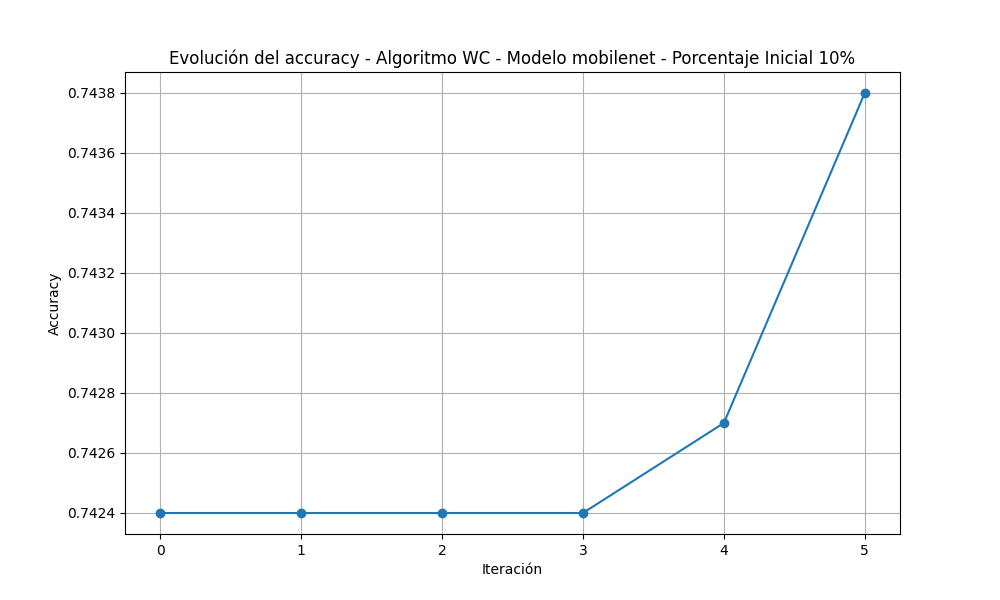 Evolución del accuracy - Algoritmo WC - Modelo mobilenet - Porcentaje Inicial 10%
0.7438
0.7436
0.7434
0.7432
0.7430
0.7428
0.7426
0.7424
Accuracy
0 1 2 3 4 5
Iteración